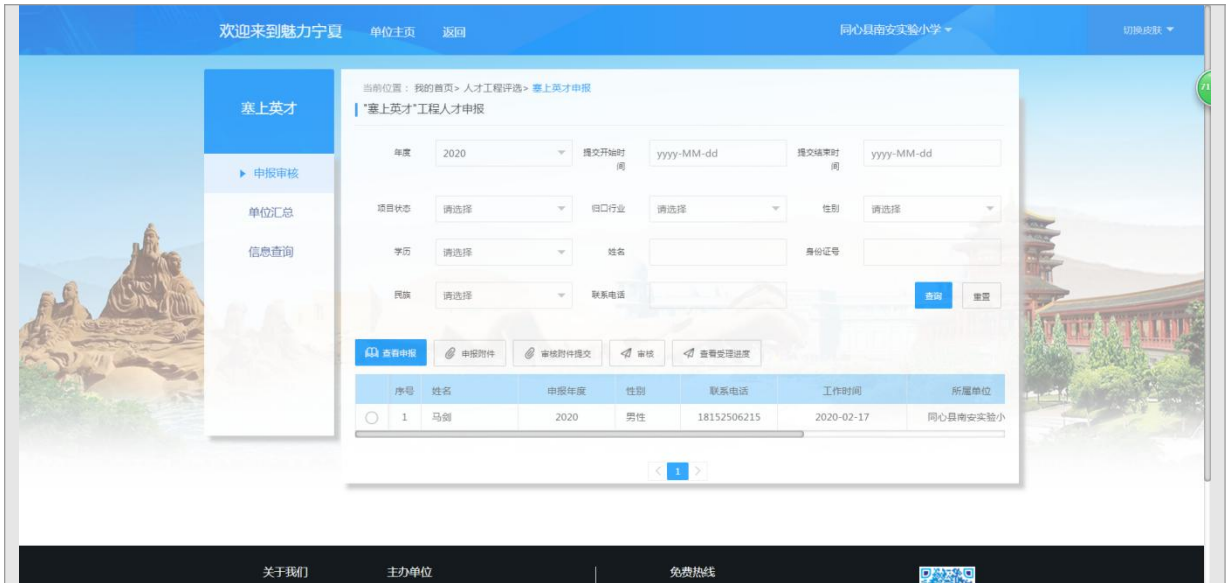 欢迎来到魅力宁夏 单位主页 返回 同心县南安实验小学 切换皮肤
塞上英才
申报审核
单位汇总
信息查询
当前位置：我的首页> 人才工程评选> 塞上英才申报
"塞上英才"工程人才申报
年度 2020 提交开始时间 yyyy-MM-dd 提交结束时间 yyyy-MM-dd
项目状态 请选择 归口行业 请选择 性别 请选择
学历 请选择 姓名 身份证号
民族 请选择 联系电话 查询 重置
查看申报 申报附件 审核附件提交 审核 查看受理进度
序号 姓名 申报年度 性别 联系电话 工作时间 所属单位
1 马剑 2020 男性 18152506215 2020-02-17 同心县南安实验小
< 1 >
关于我们 主办单位 免费热线
71